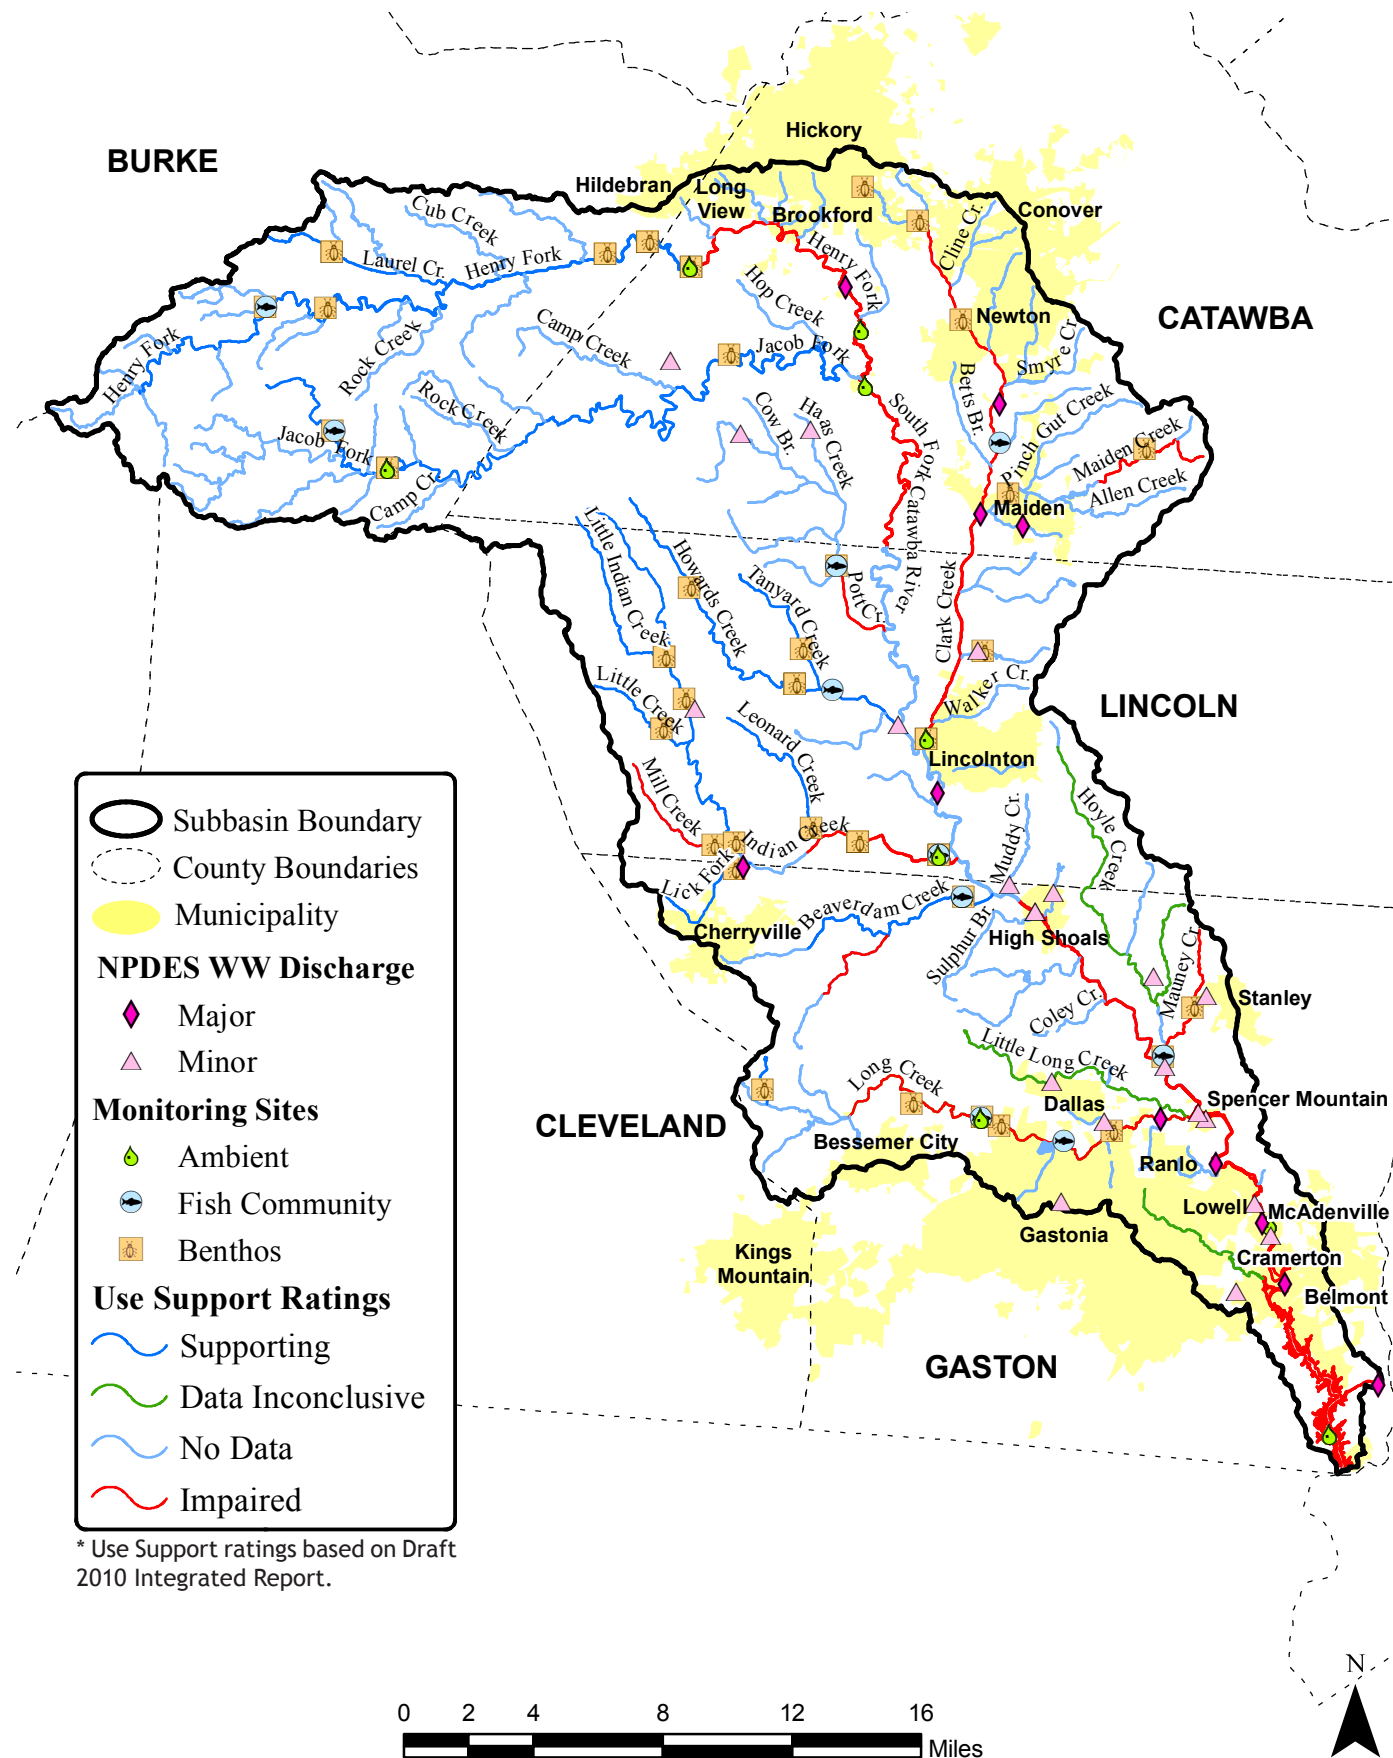 Hickory
BURKE
Hildebran
Long
View
Brookford
Conover
Cub Creek
Cline Cr.
Laurel Cr.
Henry Fork
Henry Fork
Hop Creek
Newton
CATAWBA
Henry Fork
Rock Creek
Camp Creek
Jacob Fork
Smyre Cr.
Betts Br.
Rock Creek
Cow Br.
Haas Creek
South Fork Catawba River
Pinch Gut Creek
Maiden Creek
Jacob Fork
Camp Cr.
Allen Creek
Maiden
Little Indian Creek
Howards Creek
Tanyard Creek
Pott Cr.
Clark Creek
Little Creek
Walker Cr.
LINCOLN
Leonard Creek
Lincolnton
Mill Creek
Hoyle Creek
Indian Creek
Muddy Cr.
Lick Fork
Beaverdam Creek
Cherryville
Sulphur Br.
High Shoals
Mauney Cr.
Stanley
Coley Cr.
Little Long Creek
Long Creek
Dallas
Spencer Mountain
CLEVELAND
Bessemer City
Ranlo
Lowell
McAdenville
Gastonia
Kings
Mountain
Cramerton
Belmont
GASTON
Subbasin Boundary
County Boundaries
Municipality
NPDES WW Discharge
Major
Minor
Monitoring Sites
Ambient
Fish Community
Benthos
Use Support Ratings
Supporting
Data Inconclusive
No Data
Impaired
* Use Support ratings based on Draft
2010 Integrated Report.
N
0 2 4 8 12 16
Miles